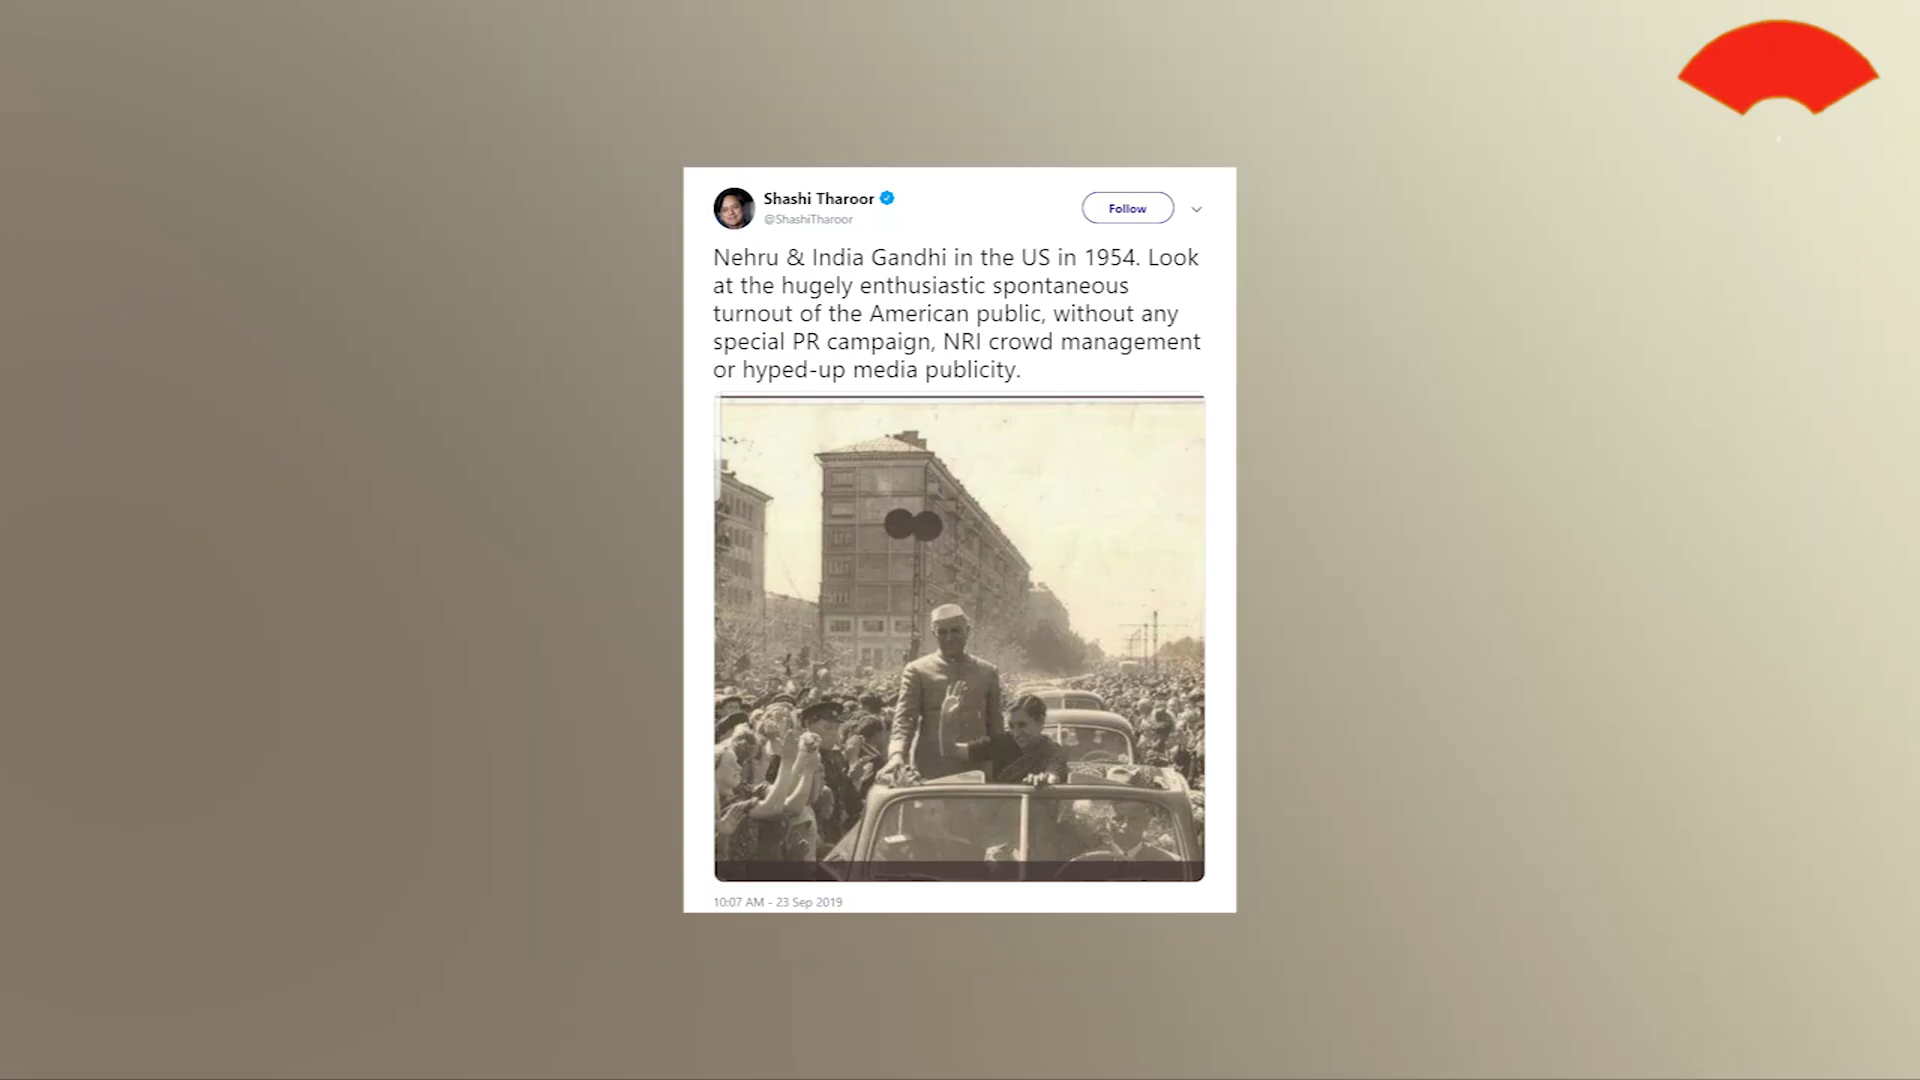 Shashi Tharoor
@ShashiTharoor
Follow
Nehru & India Gandhi in the US in 1954. Look
at the hugely enthusiastic spontaneous
turnout of the American public, without any
special PR campaign, NRI crowd management
or hyped-up media publicity.
10:07 AM - 23 Sep 2019